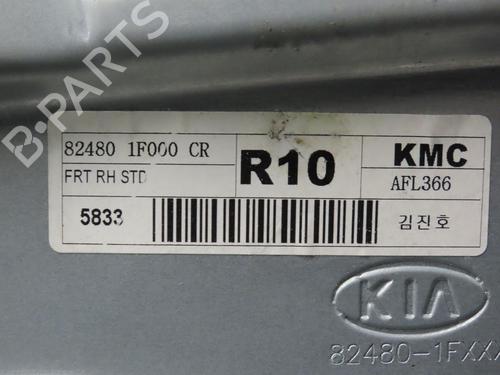 B-PARTS
82480 1F000 CR
FRT RH STD
R10
KMC
AFL366
5833
김진호
KIA
82480-1FXXX